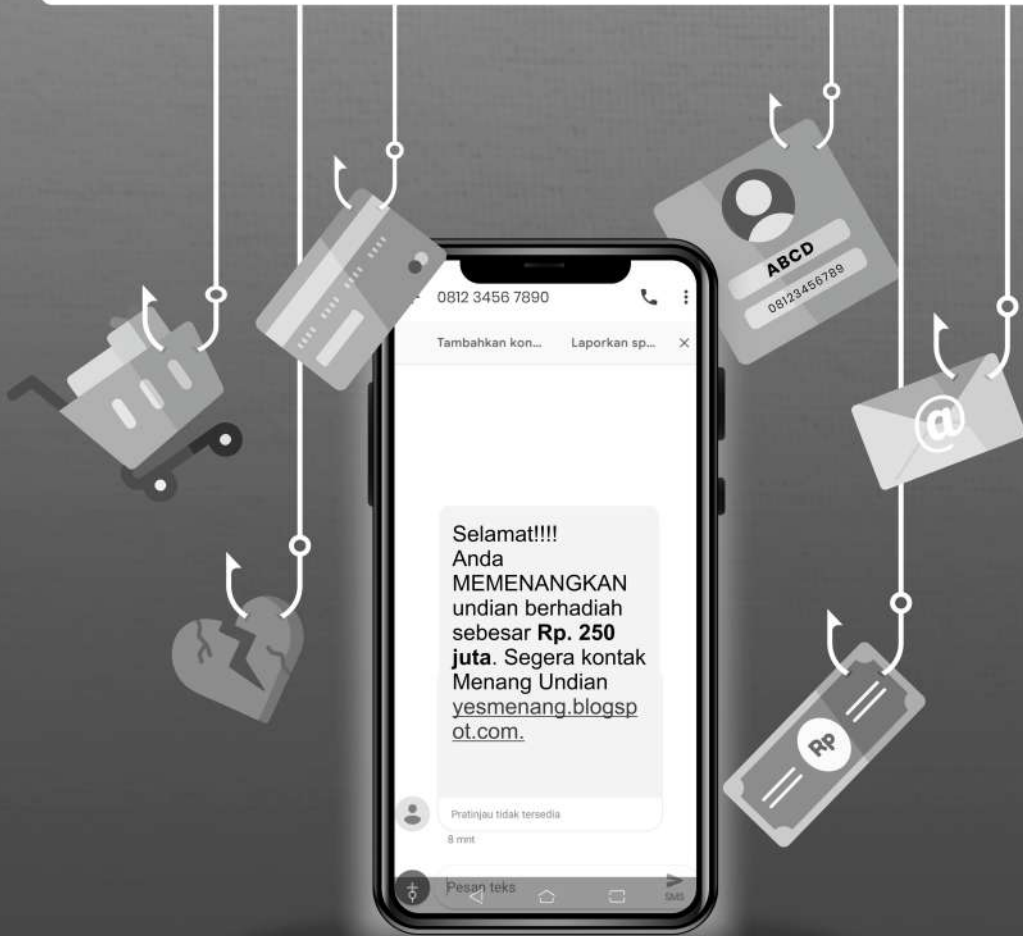 0812 3456 7890
Tambahkan kon... Laporkan sp...
ABCD
08123456789
@
Selamat!!!!
Anda
MEMENANGKAN
undian berhadiah
sebesar Rp. 250
juta. Segera kontak
Menang Undian
yesmenang.blogsp
ot.com.
Rp
Pratinjau tidak tersedia
8 mnt
Pesan teks
SMS